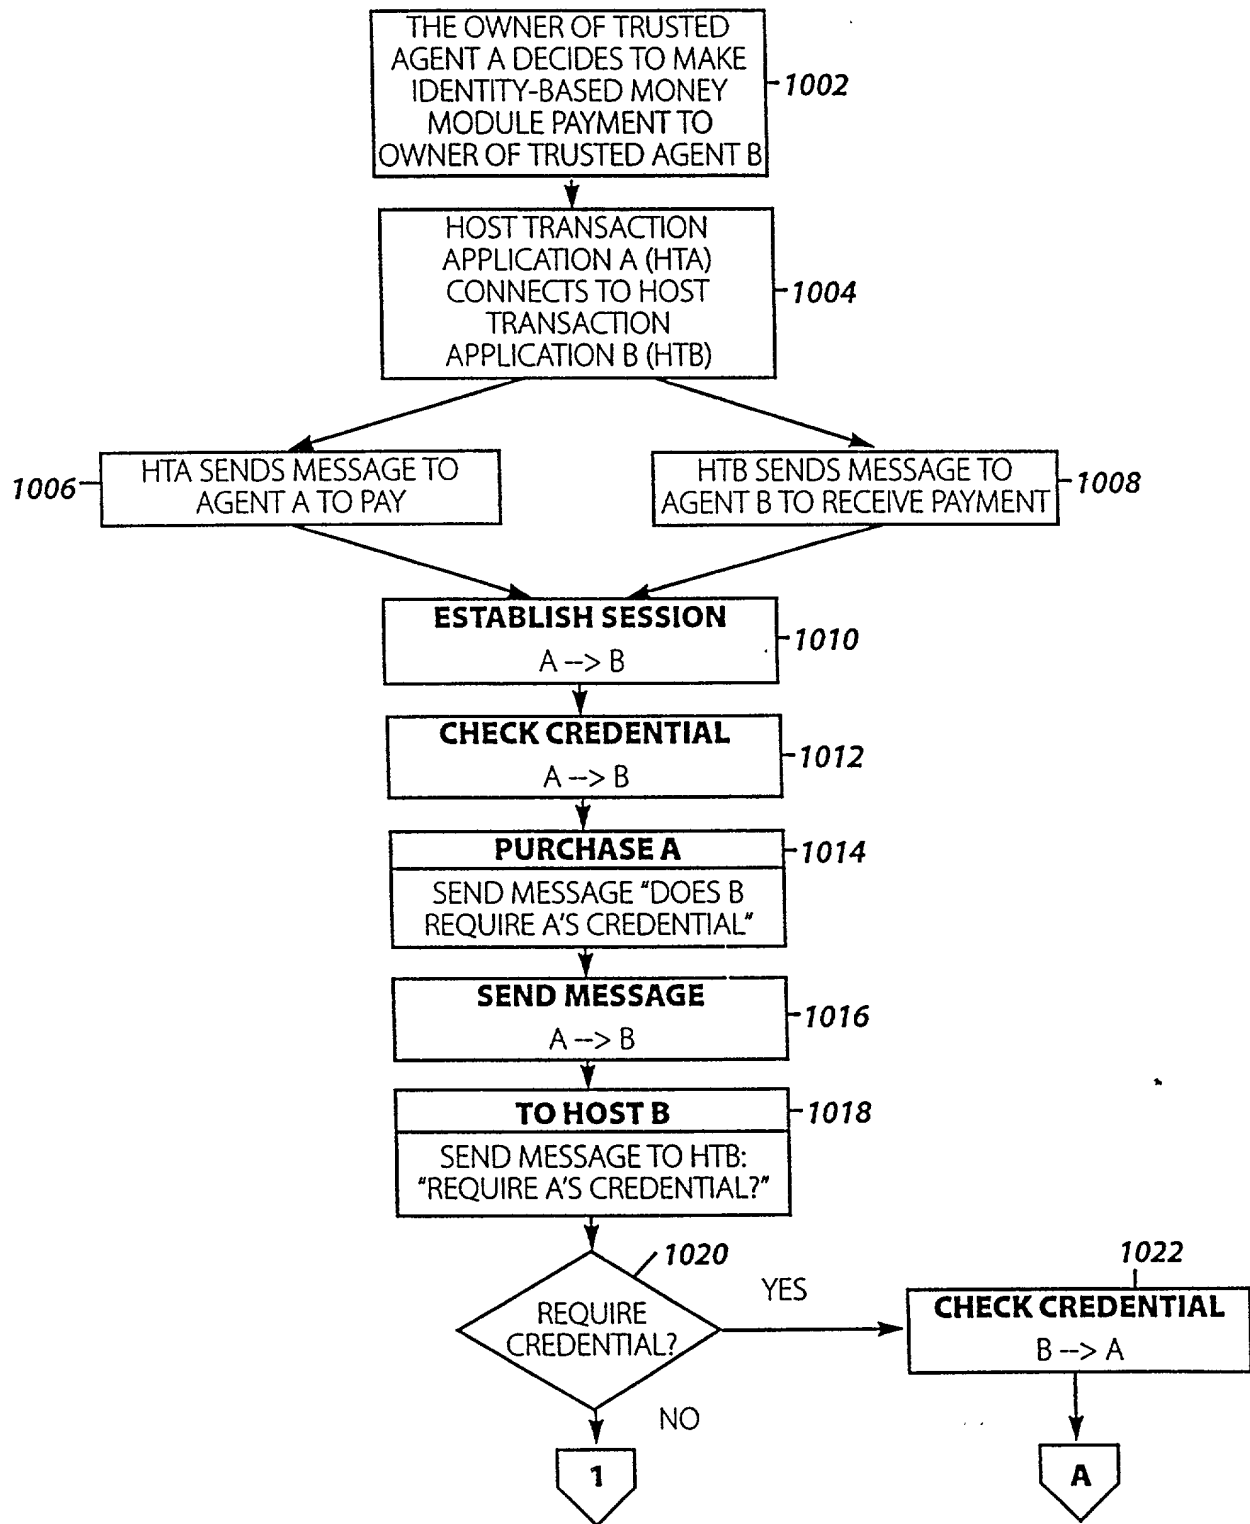 THE OWNER OF TRUSTED
AGENT A DECIDES TO MAKE
IDENTITY-BASED MONEY
MODULE PAYMENT TO
OWNER OF TRUSTED AGENT B
1002
HOST TRANSACTION
APPLICATION A (HTA)
CONNECTS TO HOST
TRANSACTION
APPLICATION B (HTB)
1004
1006
HTA SENDS MESSAGE TO
AGENT A TO PAY
HTB SENDS MESSAGE TO
AGENT B TO RECEIVE PAYMENT
1008
ESTABLISH SESSION
A --> B
1010
CHECK CREDENTIAL
A --> B
1012
PURCHASE A
1014
SEND MESSAGE "DOES B
REQUIRE A'S CREDENTIAL"
SEND MESSAGE
A --> B
1016
TO HOST B
1018
SEND MESSAGE TO HTB:
"REQUIRE A'S CREDENTIAL?"
1020
REQUIRE
CREDENTIAL?
YES
1022
CHECK CREDENTIAL
B --> A
NO
1
A